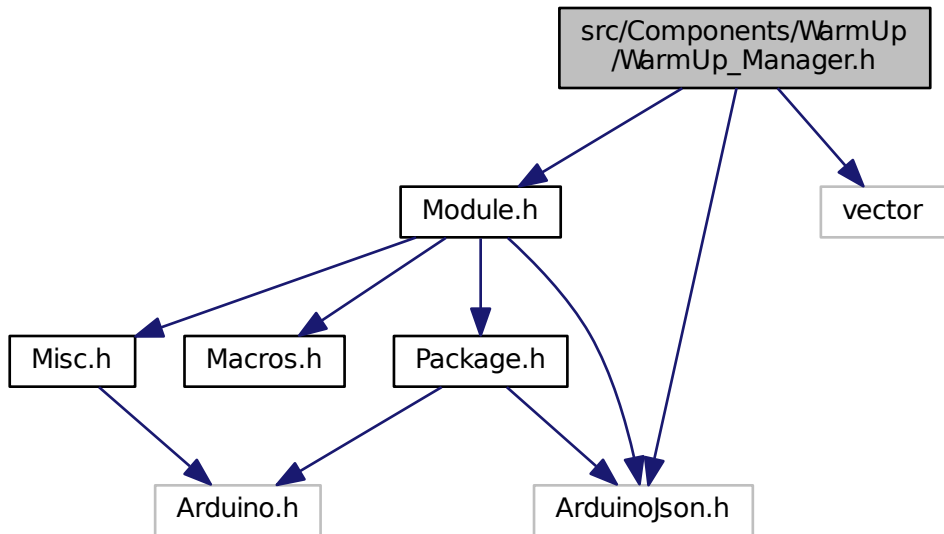 src/Components/WarmUp
/WarmUp_Manager.h
Module.h
vector
Misc.h
Macros.h
Package.h
Arduino.h
ArduinoJson.h